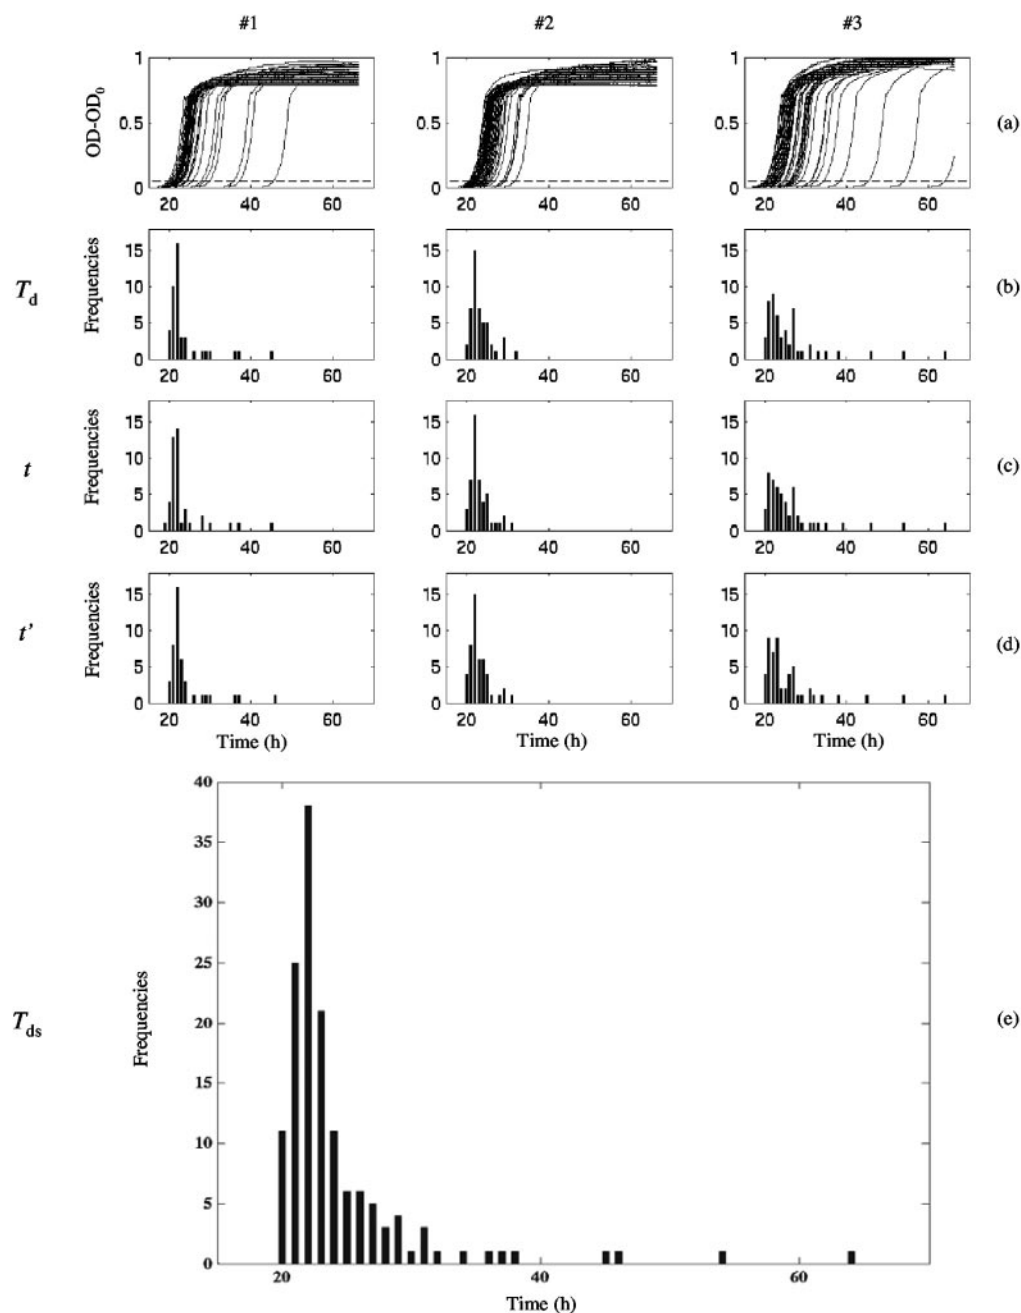 #1 #2 #3
OD-OD0 1 0.5 0 20 40 60 1 0.5 0 20 40 60 1 0.5 0 20 40 60 (a)
Td Frequencies 15 10 5 0 20 40 60 15 10 5 0 20 40 60 15 10 5 0 20 40 60 (b)
t Frequencies 15 10 5 0 20 40 60 15 10 5 0 20 40 60 15 10 5 0 20 40 60 (c)
t' Frequencies 15 10 5 0 20 40 60 15 10 5 0 20 40 60 15 10 5 0 20 40 60 (d)
Time (h) Time (h) Time (h)
40
35
30
25
20
15
10
5
0
Tds Frequencies (e)
20 40 60
Time (h)